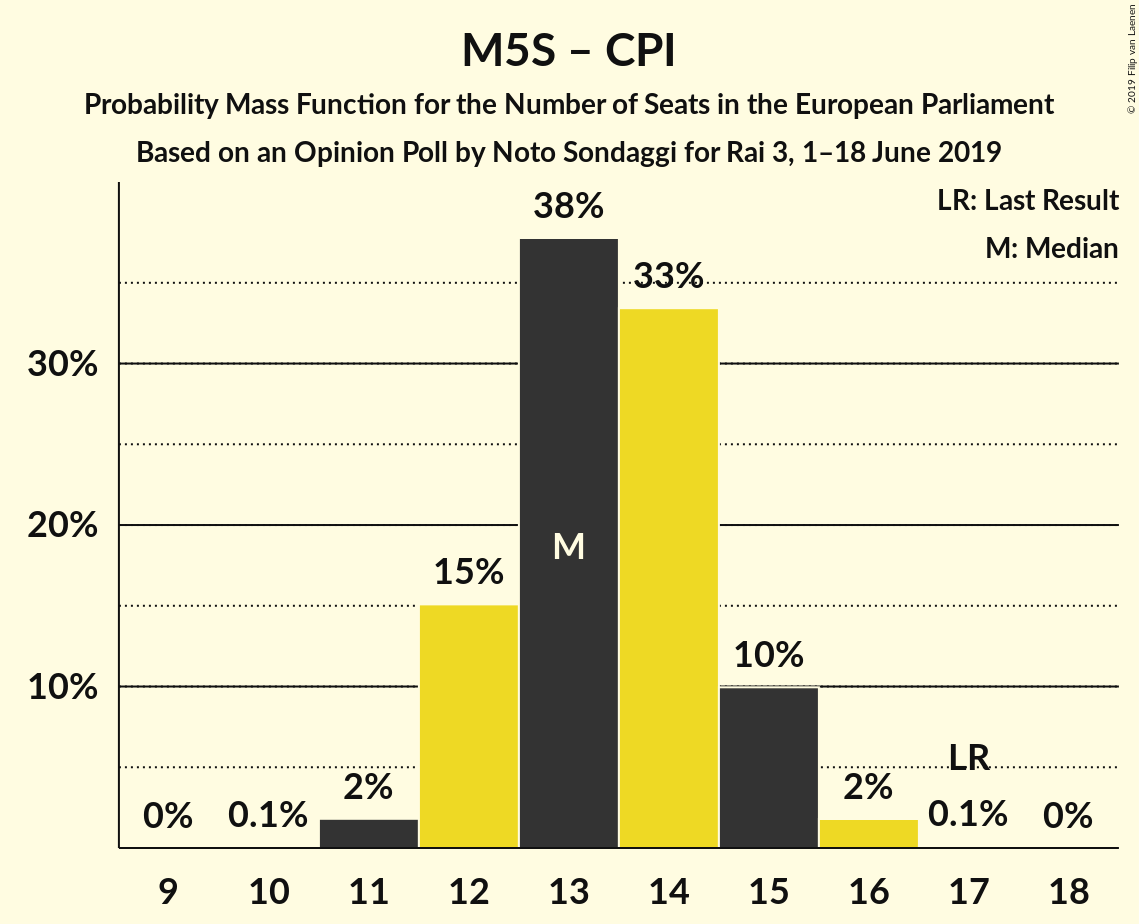 M5S – CPI
Probability Mass Function for the Number of Seats in the European Parliament
Based on an Opinion Poll by Noto Sondaggi for Rai 3, 1–18 June 2019
© 2019 Filip van Laenen
LR: Last Result
M: Median
38%
33%
30%
20%
M
15%
10%
10%
LR
0%
0.1%
2%
2%
0.1%
0%
9
10
11
12
13
14
15
16
17
18